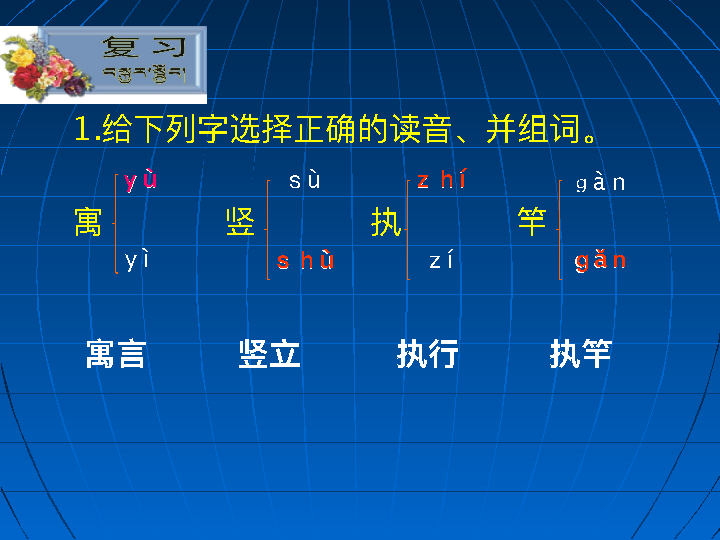 复 习
1.给下列字选择正确的读音、并组词。
yù sù zhí gàn
寓 竖 执 竿
yì shù zí gǎn
寓言 竖立 执行 执竿